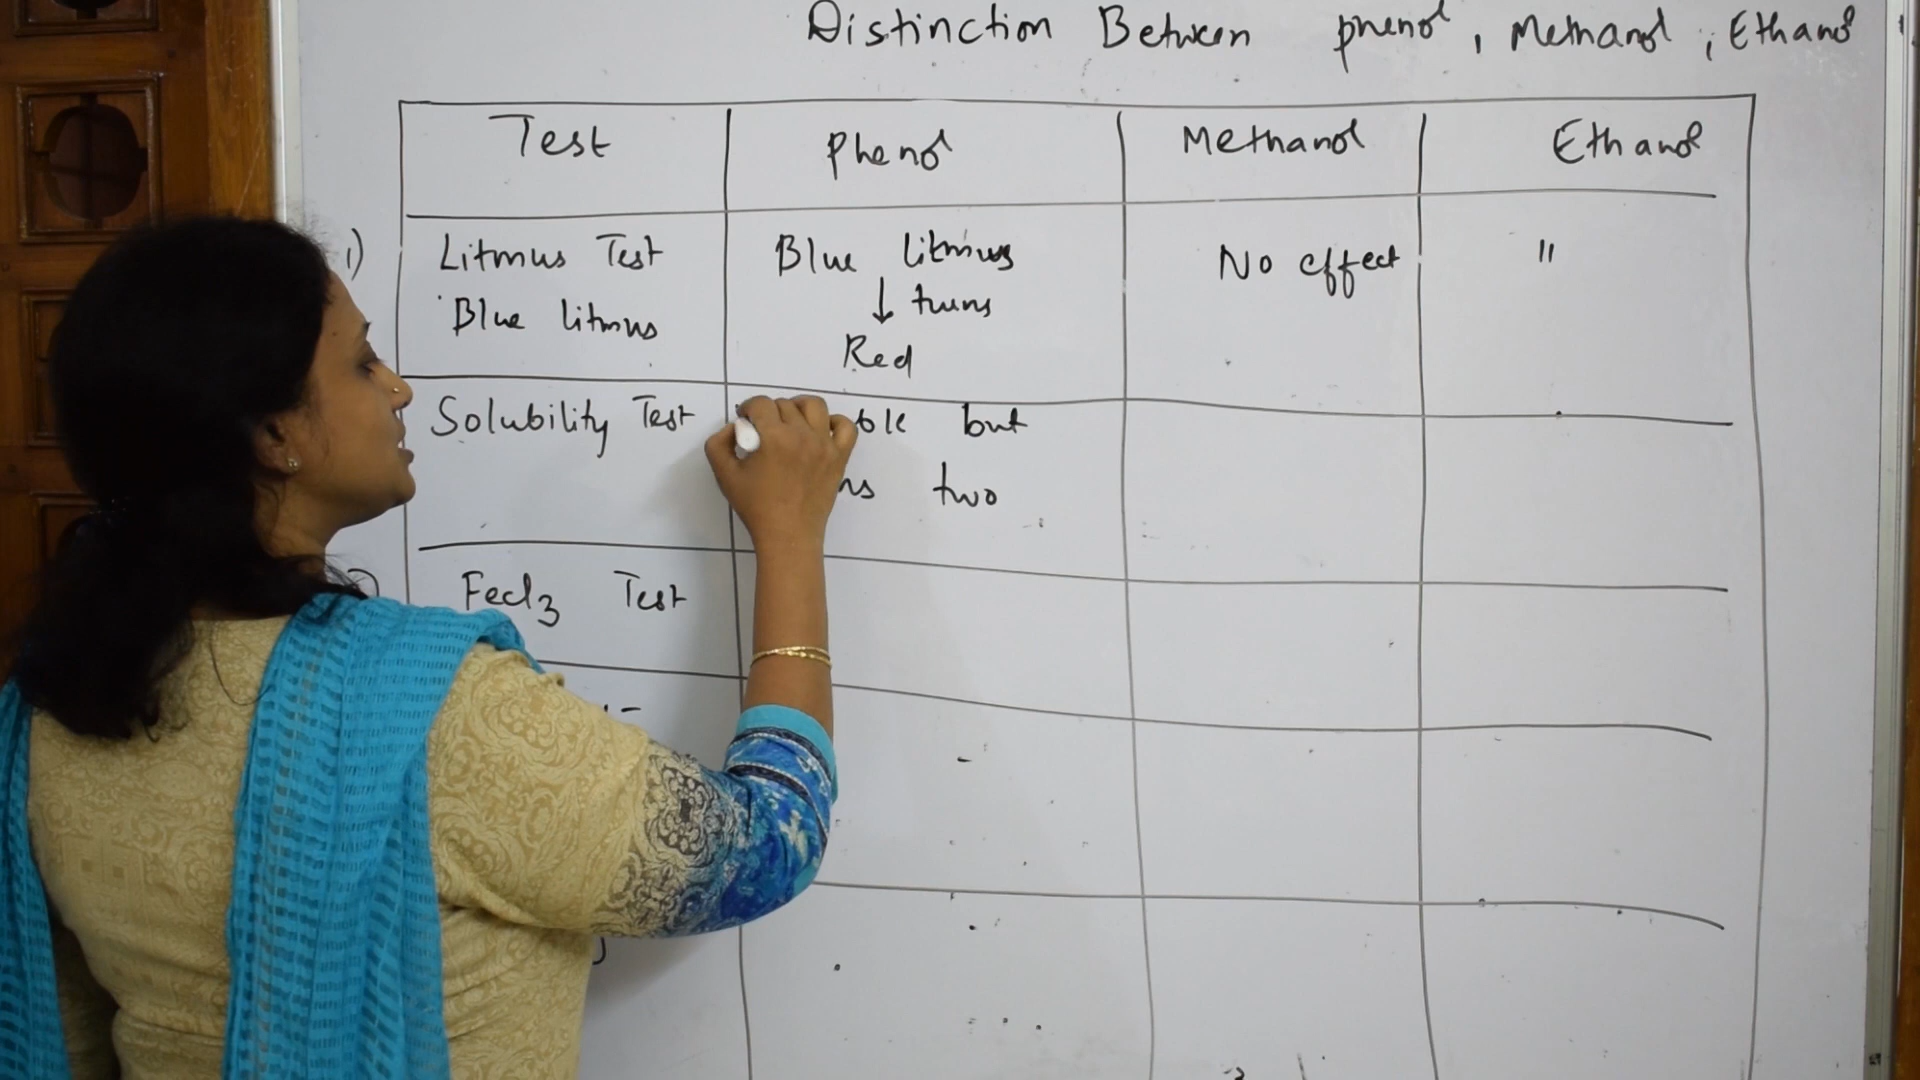 Distinction Between phenol, Methanol, Ethanol
Test Phenol Methanol Ethanol
1) Litmus Test Blue litmus No effect "
Blue litmus ↓ turns
Red
Solubility Test but
two
Fecl3 Test